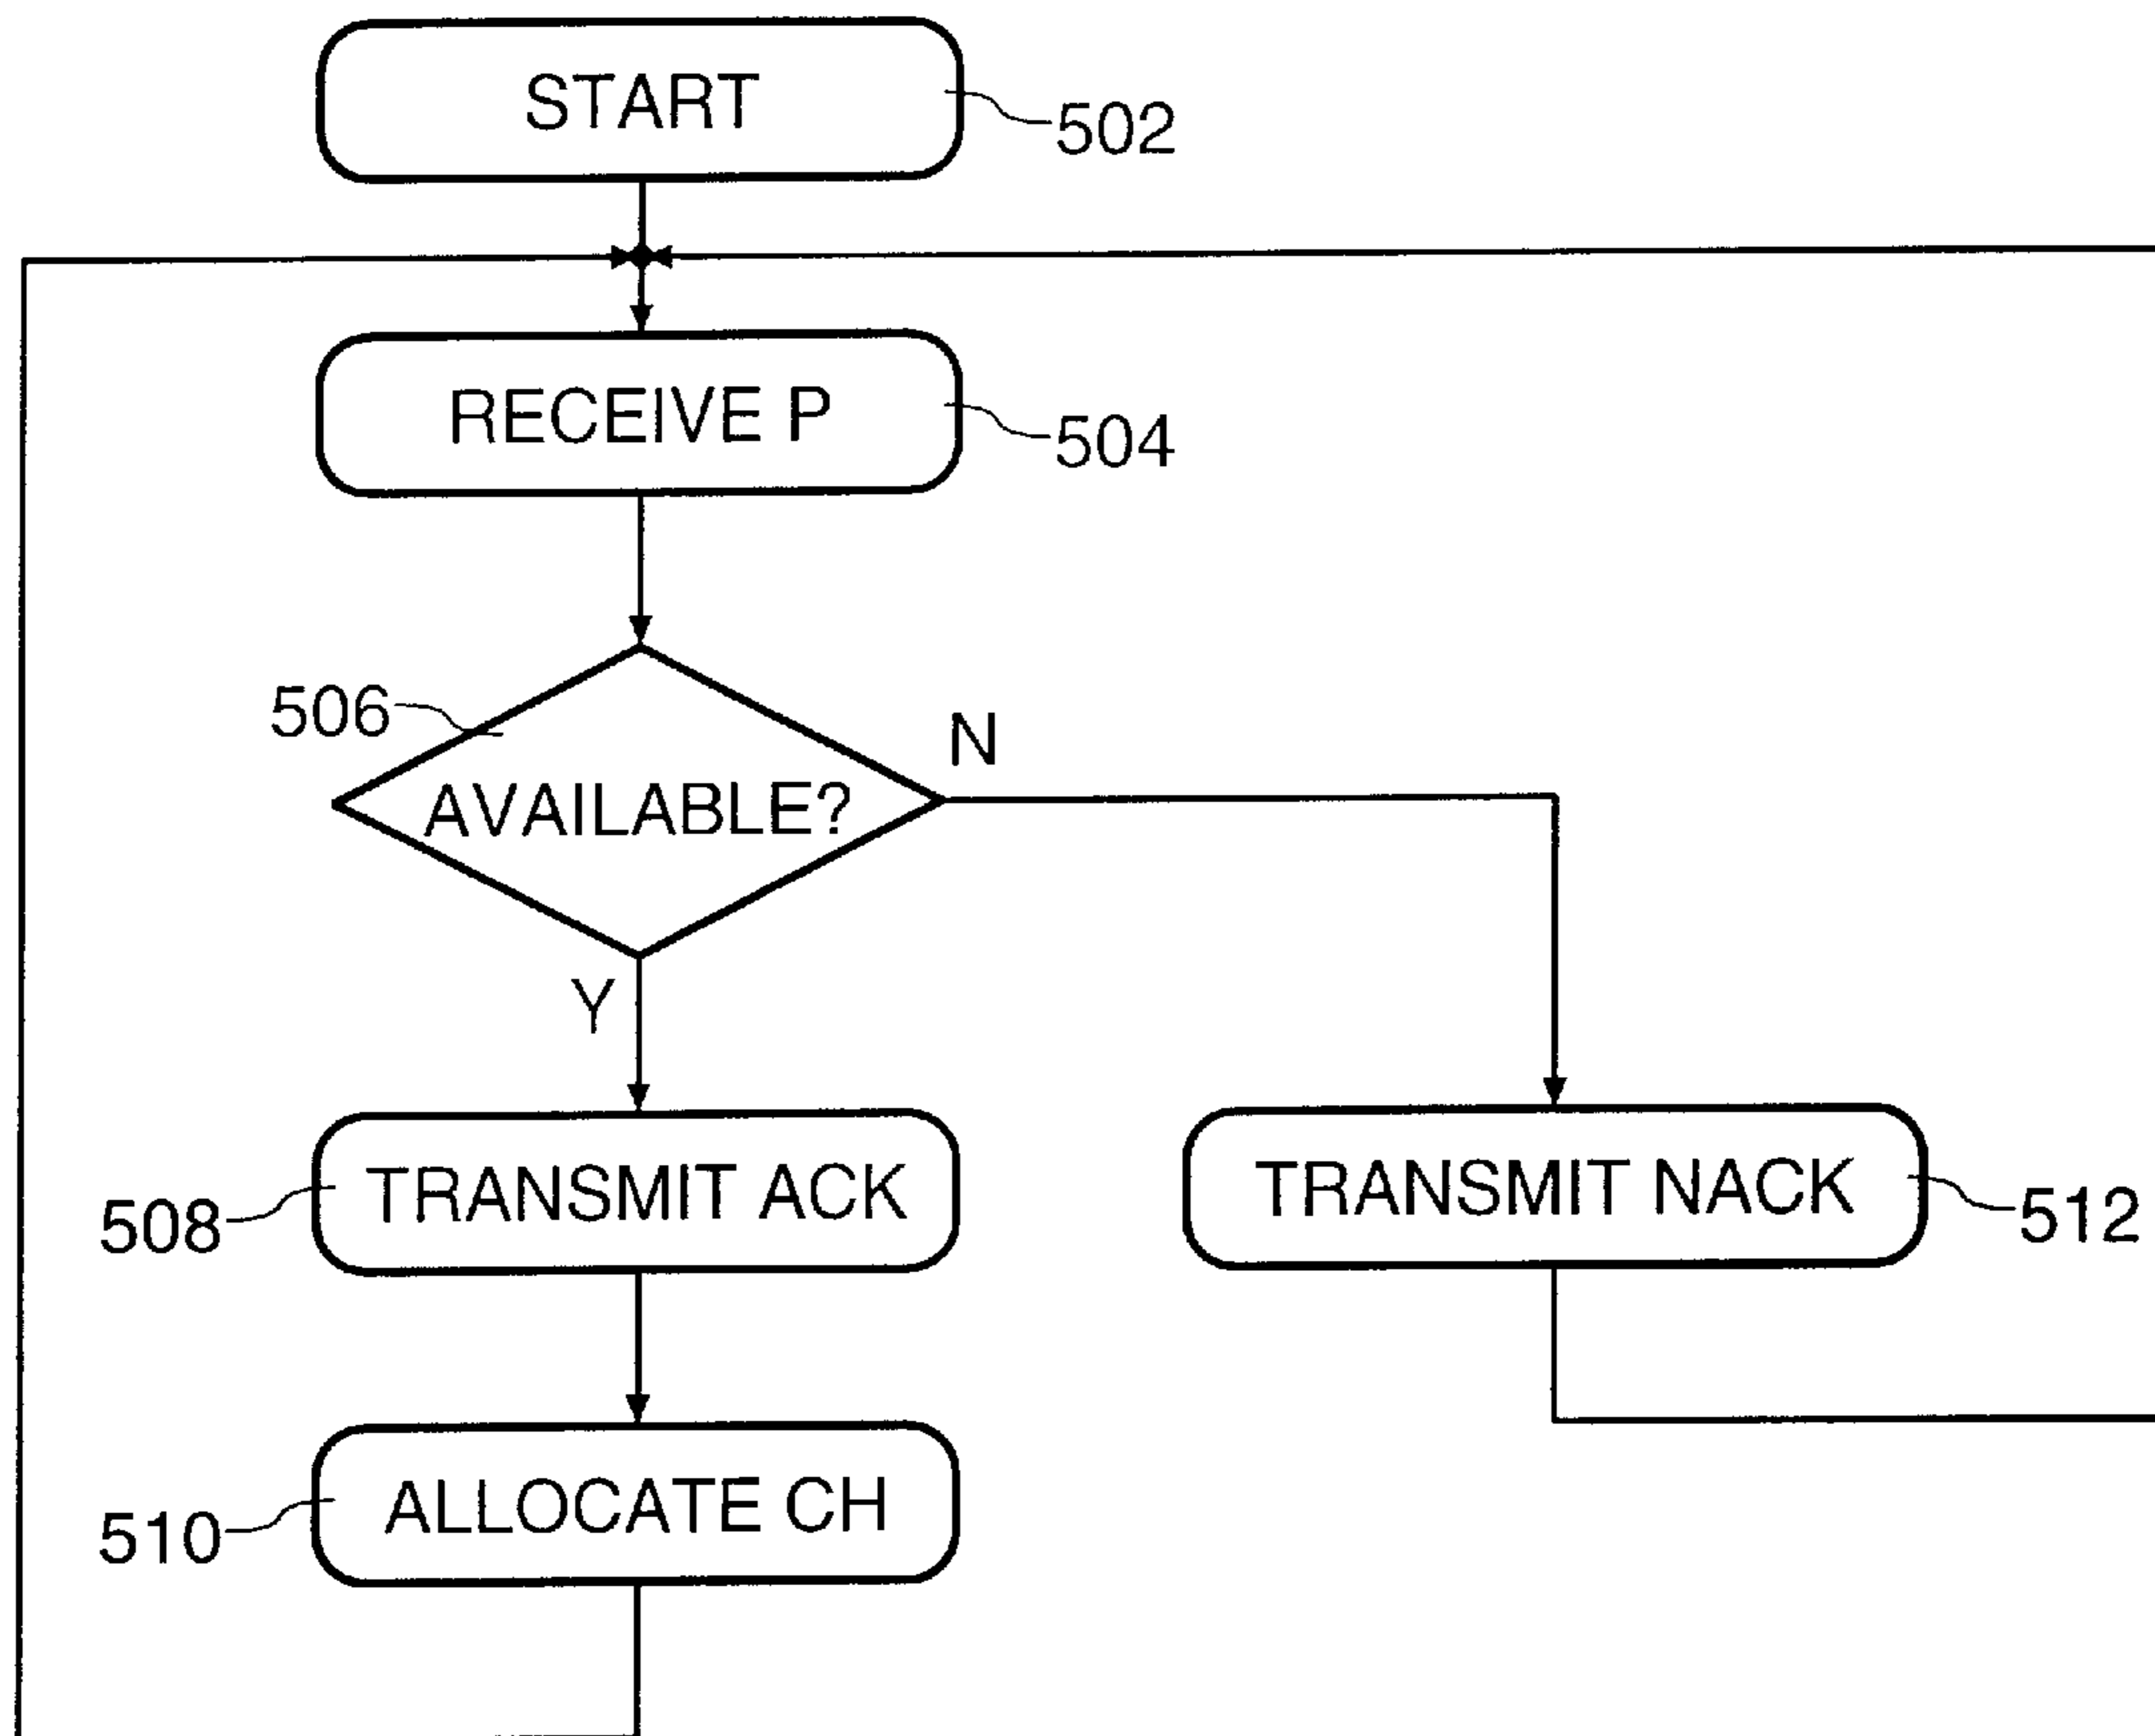 START
502
RECEIVE P
504
506
N
AVAILABLE?
Y
508
TRANSMIT ACK
TRANSMIT NACK
512
510
ALLOCATE CH